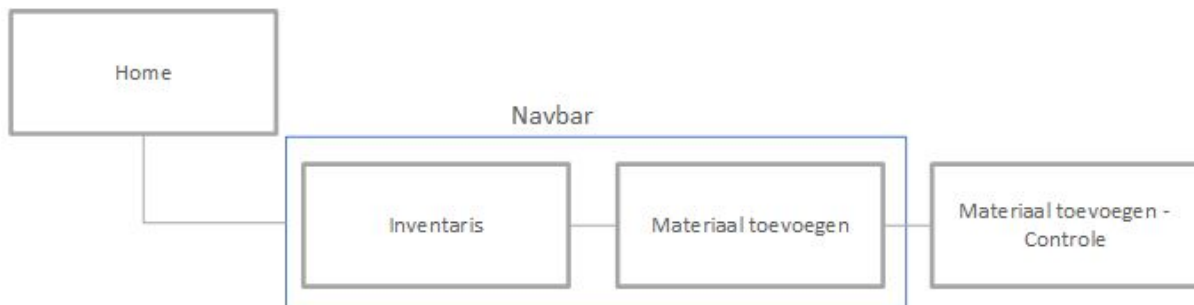 Home
Navbar
Inventaris
Materiaal toevoegen
Materiaal toevoegen -
Controle